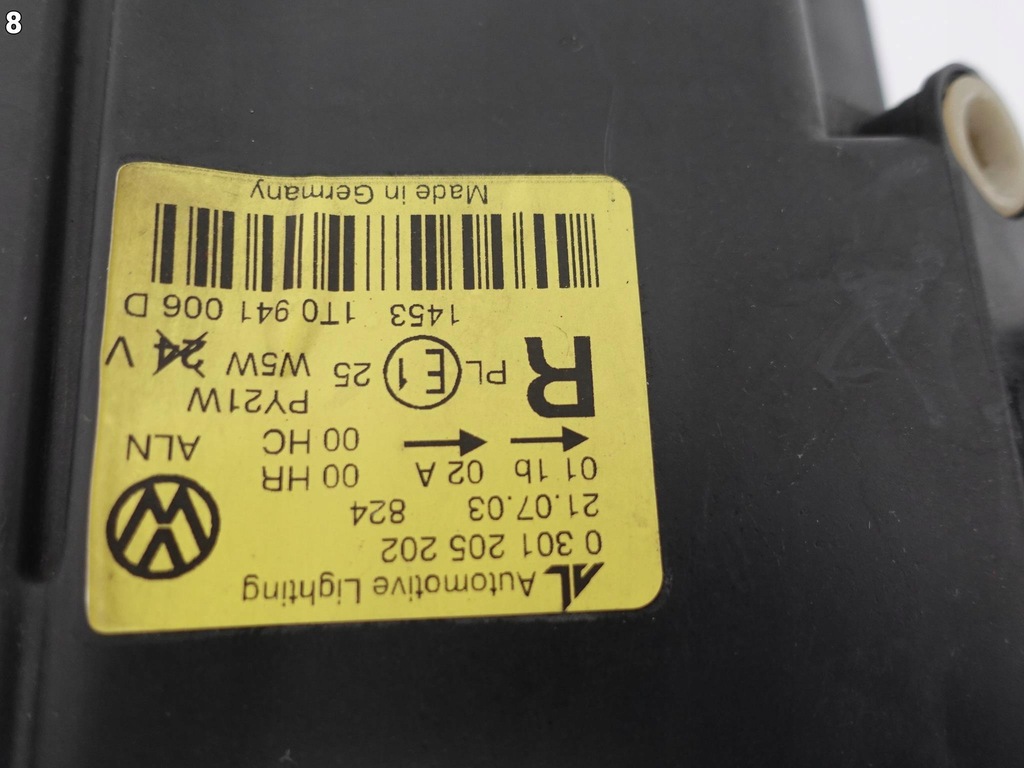 8
AL Automotive Lighting
0 301 205 202
21.07.03 824
01 1b 02 A 00 HR
00 HC ALN
PY21W
R PL E1 25 W5W 24 V
1453 1T0 941 006 D
Made in Germany